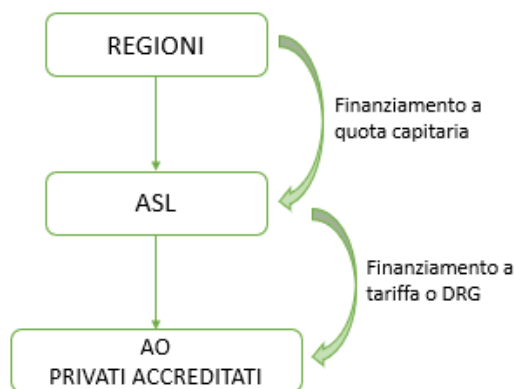 REGIONI
Finanziamento a
quota capitaria
ASL
Finanziamento a
tariffa o DRG
AO
PRIVATI ACCREDITATI